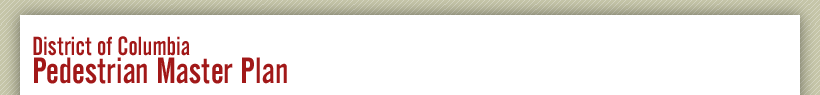 District of Columbia
Pedestrian Master Plan